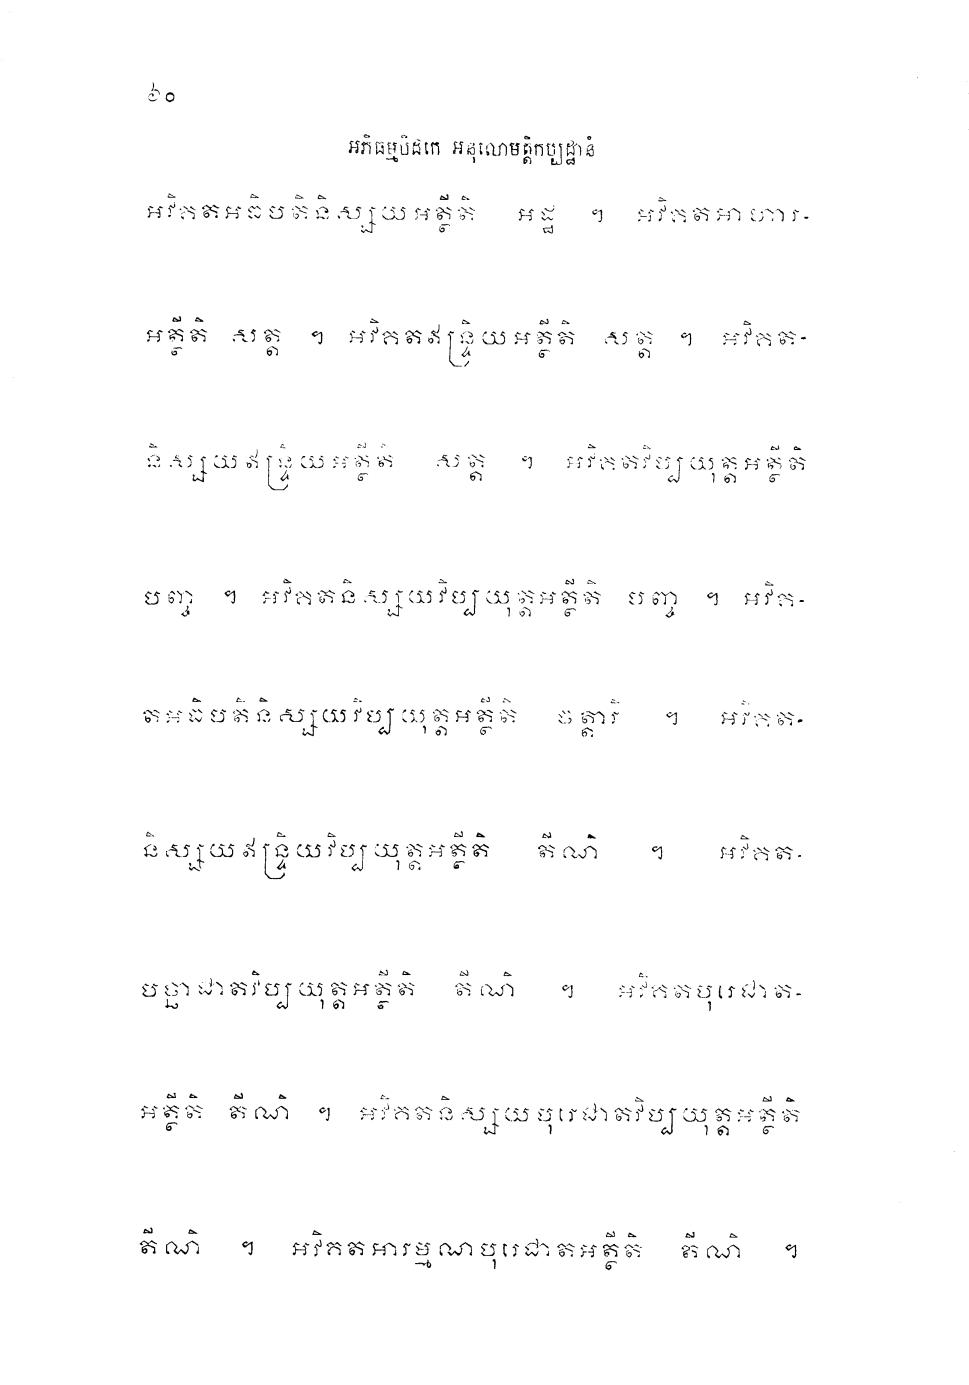 ៦០
អភិធម្មបិដកេ អនុលោមត្តិកប្បដ្ឋានំ
អវិគតអធិបតិនិស្សយអត្ថីតិ អដ្ឋ ។ អវិគតអាហារ-
អត្ថីតិ សត្ត ។ អវិគតឥន្ទ្រិយអត្ថីតិ សត្ត ។ អវិគត-
និស្សយឥន្ទ្រិយអត្ថីតិ សត្ត ។ អវិគតវិប្បយុត្តអត្ថីតិ
បញ្ច ។ អវិគតនិស្សយវិប្បយុត្តអត្ថីតិ បញ្ច ។ អវិគ-
តអធិបតិនិស្សយវិប្បយុត្តអត្ថីតិ ចត្តារិ ។ អវិគត-
និស្សយឥន្ទ្រិយវិប្បយុត្តអត្ថីតិ តីណិ ។ អវិគត-
បច្ឆាជាតវិប្បយុត្តអត្ថីតិ តីណិ ។ អវិគតបុរេជាត-
អត្ថីតិ តីណិ ។ អវិគតនិស្សយបុរេជាតវិប្បយុត្តអត្ថីតិ
តីណិ ។ អវិគតអារម្មណបុរេជាតអត្ថីតិ តីណិ ។